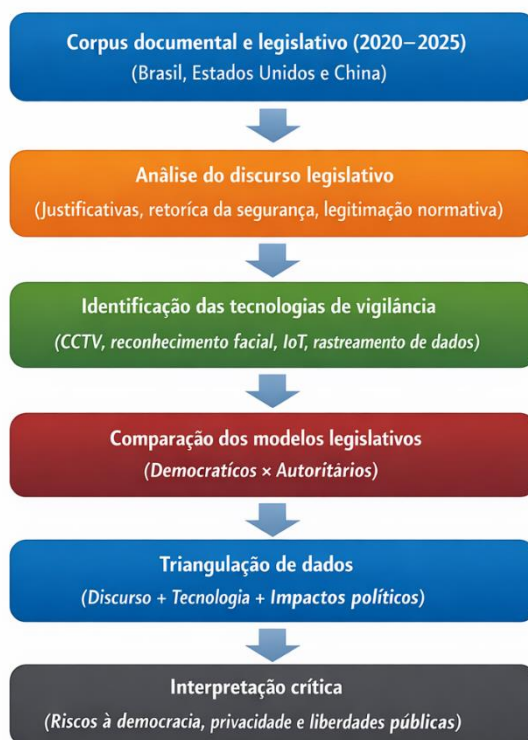 Corpus documental e legislativo (2020–2025)
(Brasil, Estados Unidos e China)
Anàlise do discurso legislativo
(Justificativas, retoríca da segurança, legitimação normativa)
Identificação das tecnologias de vigilância
(CCTV, reconhecimento facial, IoT, rastreamento de dados)
Comparação dos modelos legislativos
(Democratícos × Autoritários)
Triangulação de dados
(Discurso + Tecnologia + Impactos políticos)
Interpretação crítica
(Riscos à democracia, privacidade e liberdades públicas)